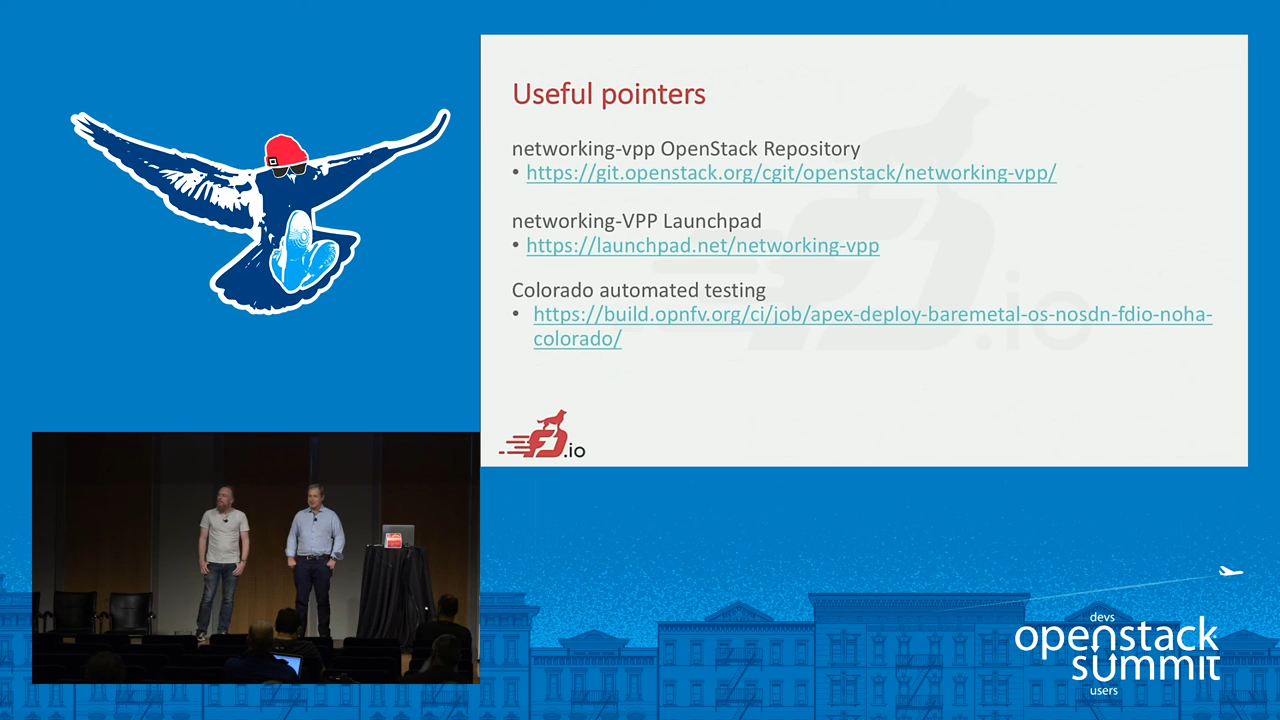 Useful pointers
networking-vpp OpenStack Repository
• https://git.openstack.org/cgit/openstack/networking-vpp/
networking-VPP Launchpad
• https://launchpad.net/networking-vpp
Colorado automated testing
• https://build.opnfv.org/ci/job/apex-deploy-baremetal-os-nosdn-fdio-noha-
colorado/
FD.io
devs
openstack
summit
users